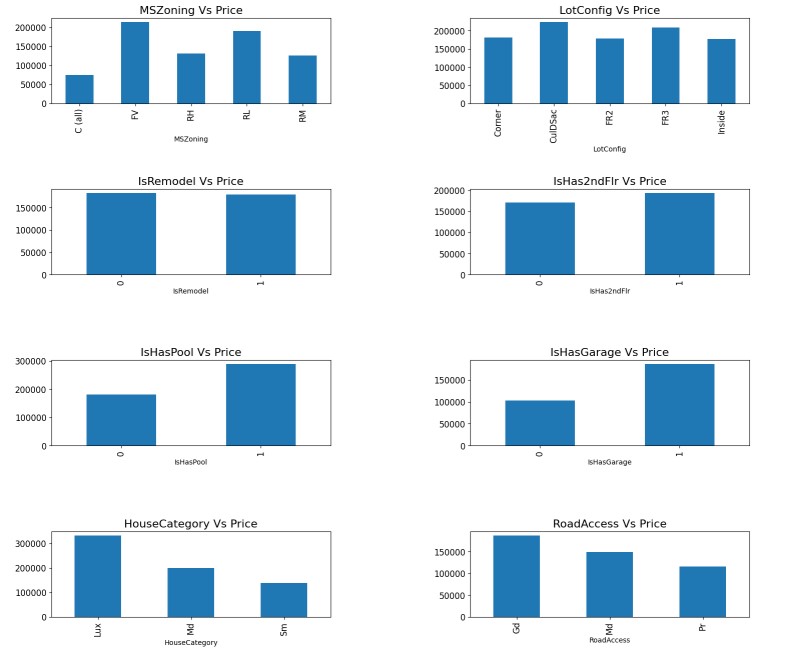 MSZoning Vs Price
200000
150000
100000
50000
0
C (all)
FV
RH
RL
RM
MSZoning
LotConfig Vs Price
200000
150000
100000
50000
0
Corner
CulDSac
FR2
FR3
Inside
LotConfig
IsRemodel Vs Price
150000
100000
50000
0
0
1
IsRemodel
IsHas2ndFlr Vs Price
200000
150000
100000
50000
0
0
1
IsHas2ndFlr
IsHasPool Vs Price
300000
200000
100000
0
0
1
IsHasPool
IsHasGarage Vs Price
150000
100000
50000
0
0
1
IsHasGarage
HouseCategory Vs Price
300000
200000
100000
0
Lux
Md
Sm
HouseCategory
RoadAccess Vs Price
150000
100000
50000
0
Gd
Md
Pr
RoadAccess